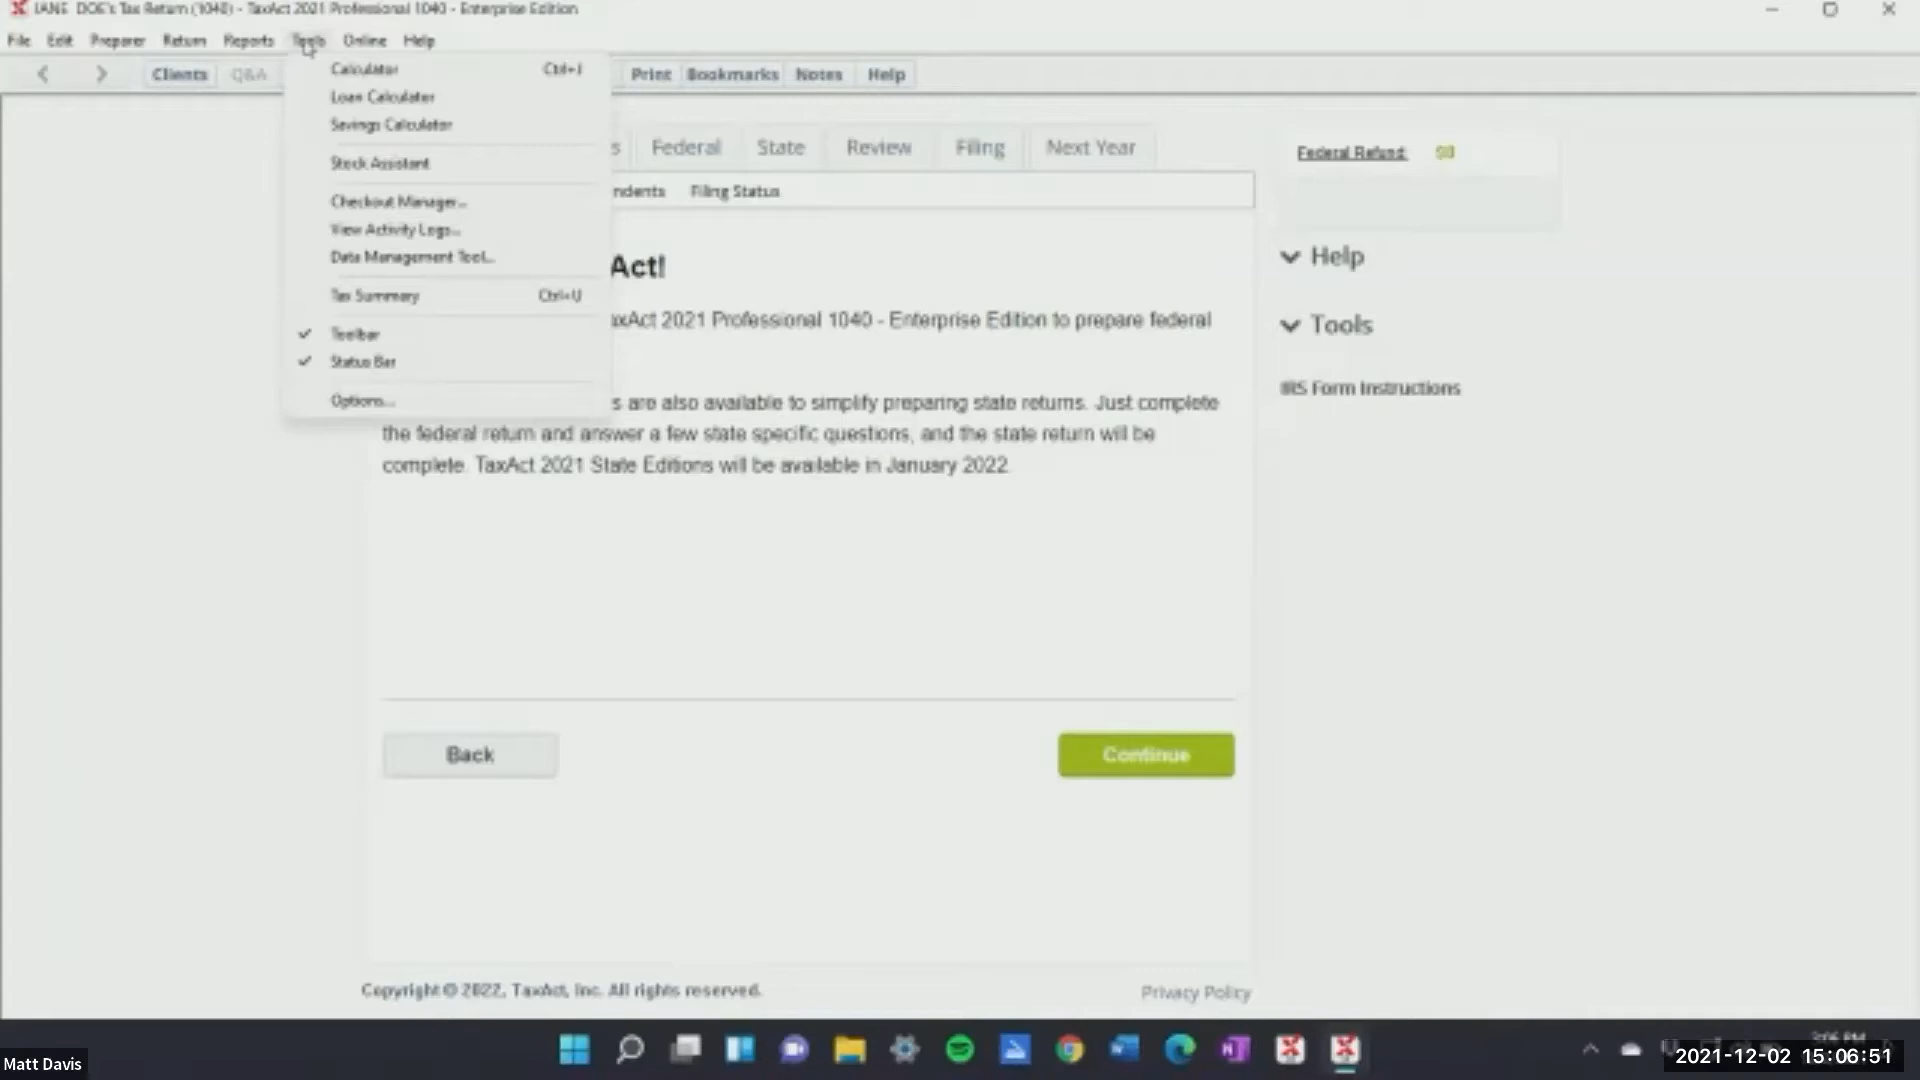 JANE DOE's Tax Return (1040) - TaxAct 2021 Professional 1040 - Enterprise Edition
File Edit Preparer Return Reports Tools Online Help
Clients Q&A Print Bookmarks Notes Help
Calculator Ctrl+J
Loan Calculator
Savings Calculator
Stock Assistant
Checkout Manager...
View Activity Logs...
Data Management Tool...
Tax Summary Ctrl+U
Toolbar
Status Bar
Options...
s Federal State Review Filing Next Year
ndents Filing Status
Act!
axAct 2021 Professional 1040 - Enterprise Edition to prepare federal
s are also available to simplify preparing state returns. Just complete
the federal return and answer a few state specific questions, and the state return will be
complete. TaxAct 2021 State Editions will be available in January 2022.
Back Continue
Federal Refund: $0
Help
Tools
IRS Form Instructions
Copyright © 2022, TaxAct, Inc. All rights reserved.
Privacy Policy
3:06 PM
Matt Davis
2021-12-02 15:06:51